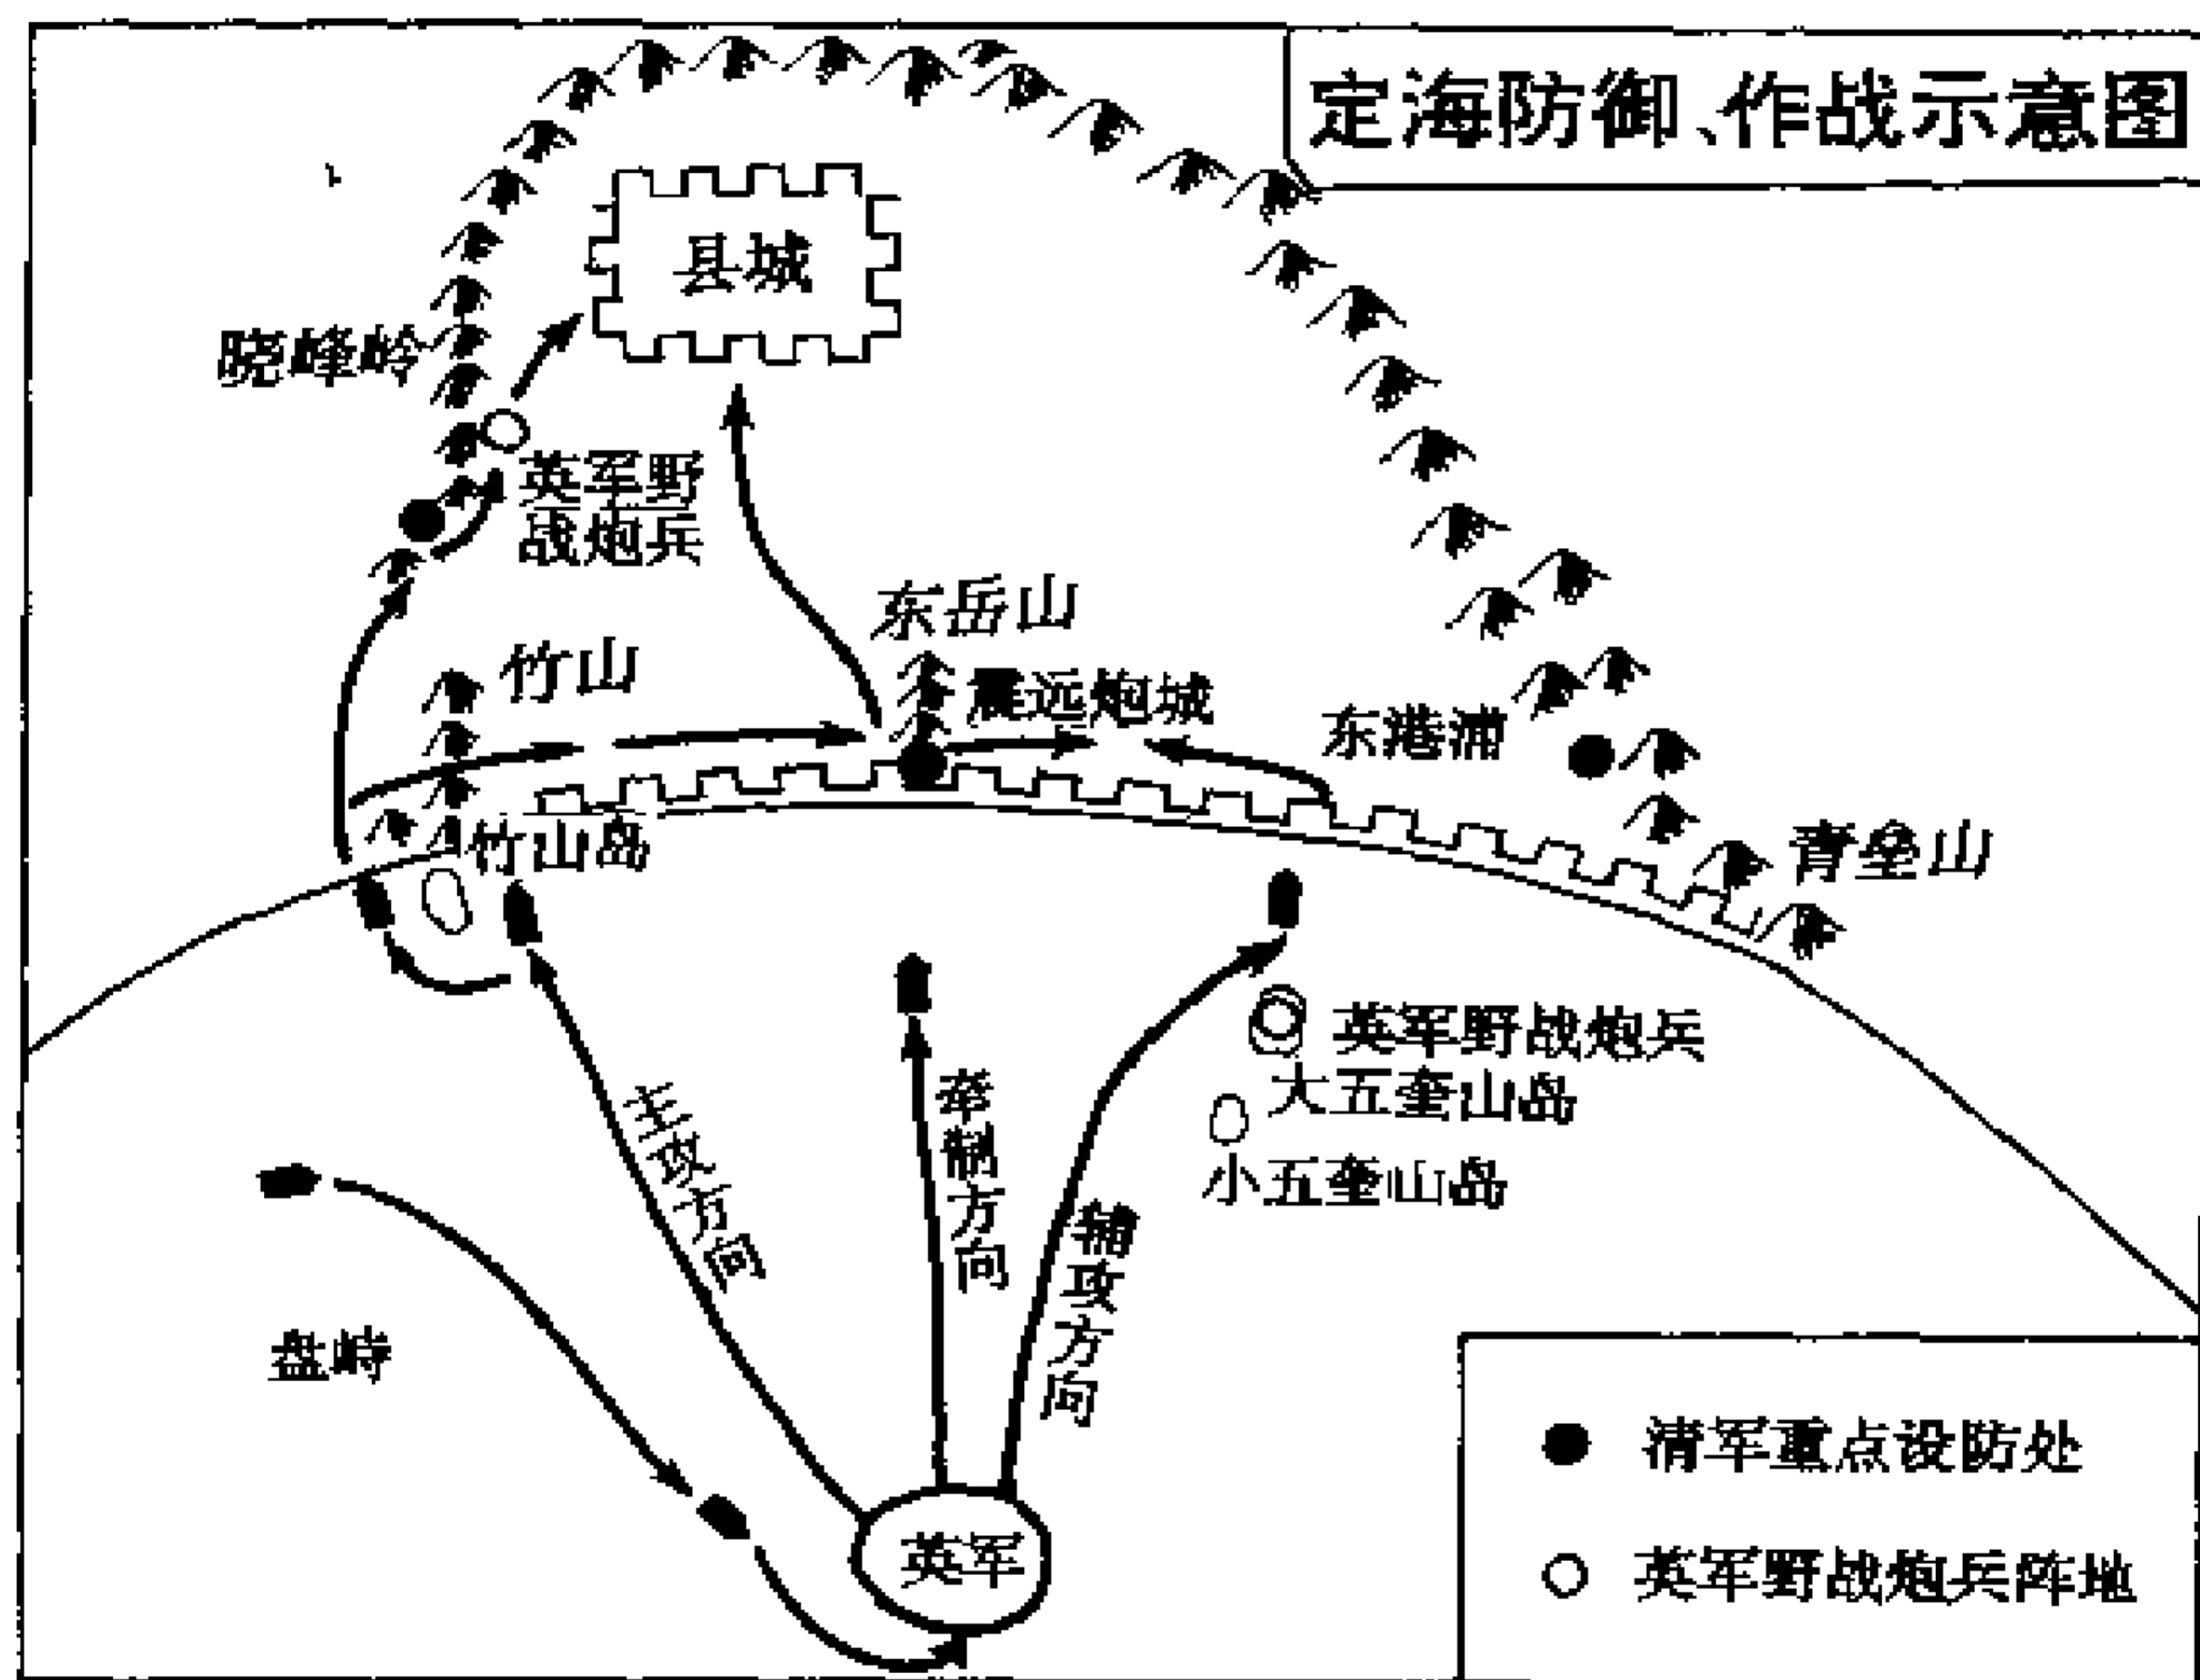 定海防御、作战示意图
县城
晓峰岭
英军野
战炮兵
东岳山
竹山
震远炮城
东港浦
竹山岛
青垒山
英军野战炮兵
大五奎山岛
小五奎山岛
主攻方向
牵制方向
辅攻方向
盘峙
英军
清军重点设防处
英军野战炮兵阵地